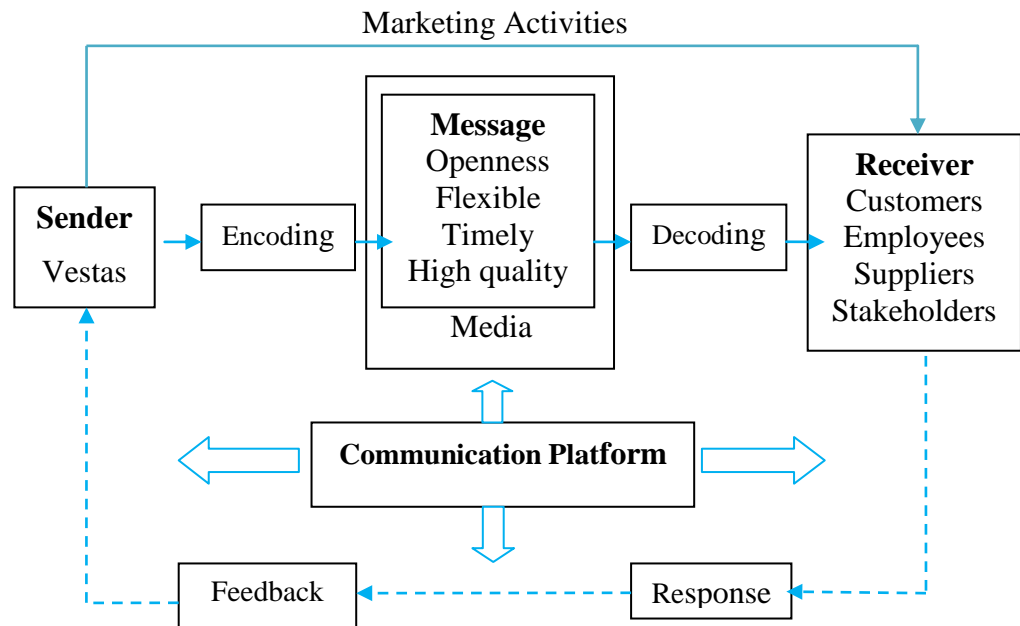 Marketing Activities
Sender
Vestas
Encoding
Message
Openness
Flexible
Timely
High quality
Media
Decoding
Receiver
Customers
Employees
Suppliers
Stakeholders
Communication Platform
Feedback
Response